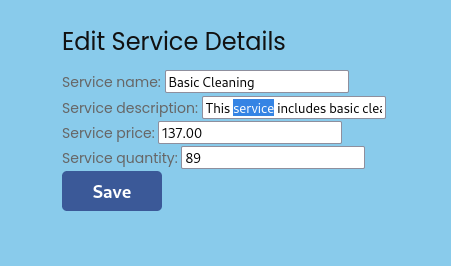 Edit Service Details
Service name: Basic Cleaning
Service description: This service includes basic
Service price: 137.00
Service quantity: 89
Save